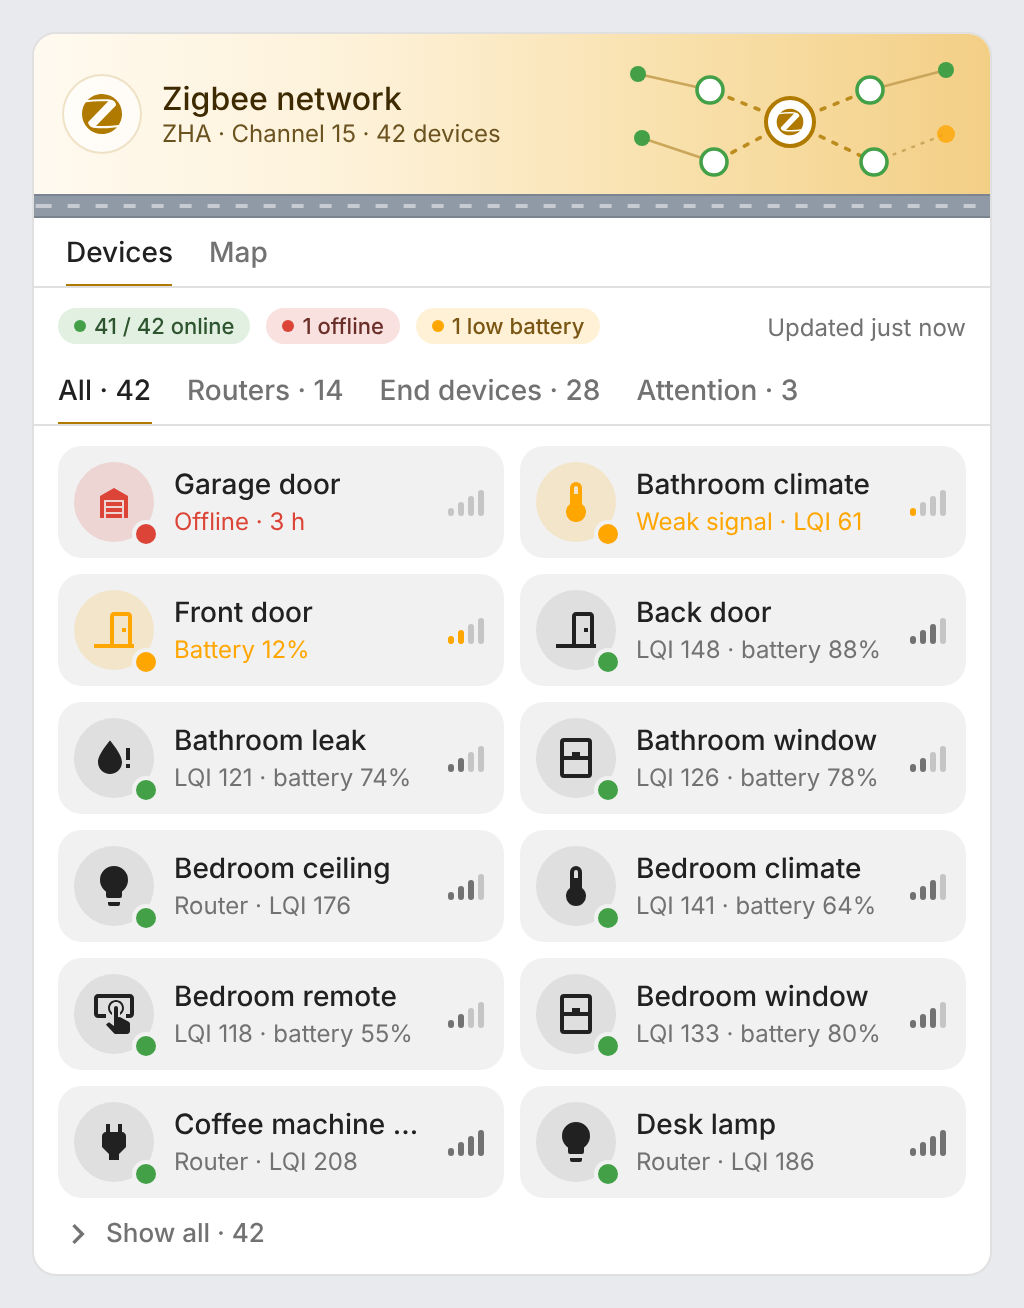 Zigbee network
ZHA · Channel 15 · 42 devices
Devices Map
41 / 42 online 1 offline 1 low battery Updated just now
All · 42 Routers · 14 End devices · 28 Attention · 3
Garage door
Offline · 3 h
Bathroom climate
Weak signal · LQI 61
Front door
Battery 12%
Back door
LQI 148 · battery 88%
Bathroom leak
LQI 121 · battery 74%
Bathroom window
LQI 126 · battery 78%
Bedroom ceiling
Router · LQI 176
Bedroom climate
LQI 141 · battery 64%
Bedroom remote
LQI 118 · battery 55%
Bedroom window
LQI 133 · battery 80%
Coffee machine ...
Router · LQI 208
Desk lamp
Router · LQI 186
Show all · 42